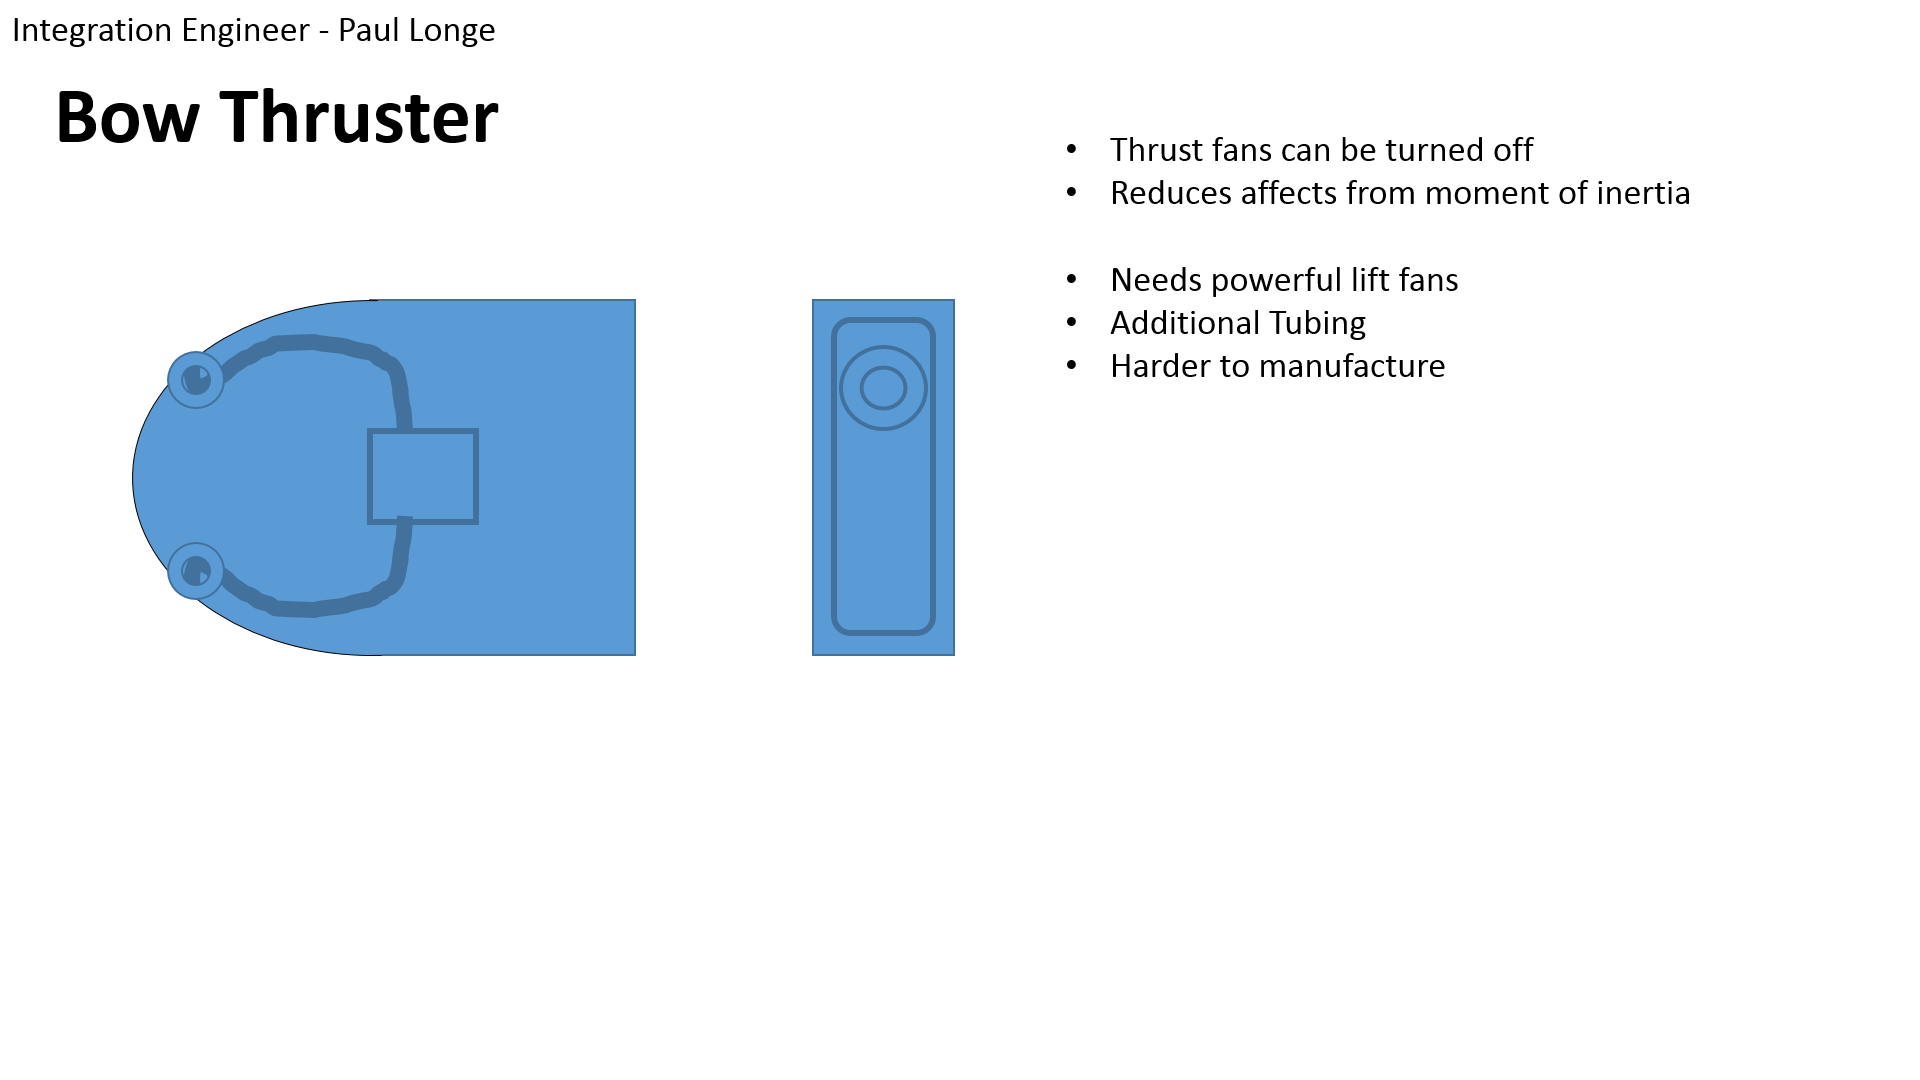 Integration Engineer - Paul Longe
Bow Thruster
• Thrust fans can be turned off
• Reduces affects from moment of inertia
• Needs powerful lift fans
• Additional Tubing
• Harder to manufacture